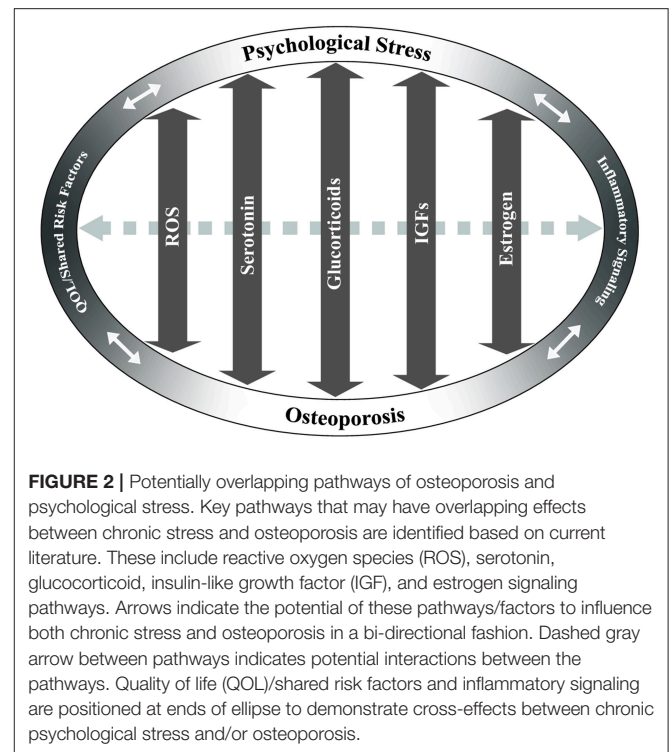 Psychological Stress
QOL/Shared Risk Factors
ROS
Serotonin
Glucorticoids
IGFs
Estrogen
Inflammatory Signaling
Osteoporosis
FIGURE 2 | Potentially overlapping pathways of osteoporosis and
psychological stress. Key pathways that may have overlapping effects
between chronic stress and osteoporosis are identified based on current
literature. These include reactive oxygen species (ROS), serotonin,
glucocorticoid, insulin-like growth factor (IGF), and estrogen signaling
pathways. Arrows indicate the potential of these pathways/factors to influence
both chronic stress and osteoporosis in a bi-directional fashion. Dashed gray
arrow between pathways indicates potential interactions between the
pathways. Quality of life (QOL)/shared risk factors and inflammatory signaling
are positioned at ends of ellipse to demonstrate cross-effects between chronic
psychological stress and/or osteoporosis.